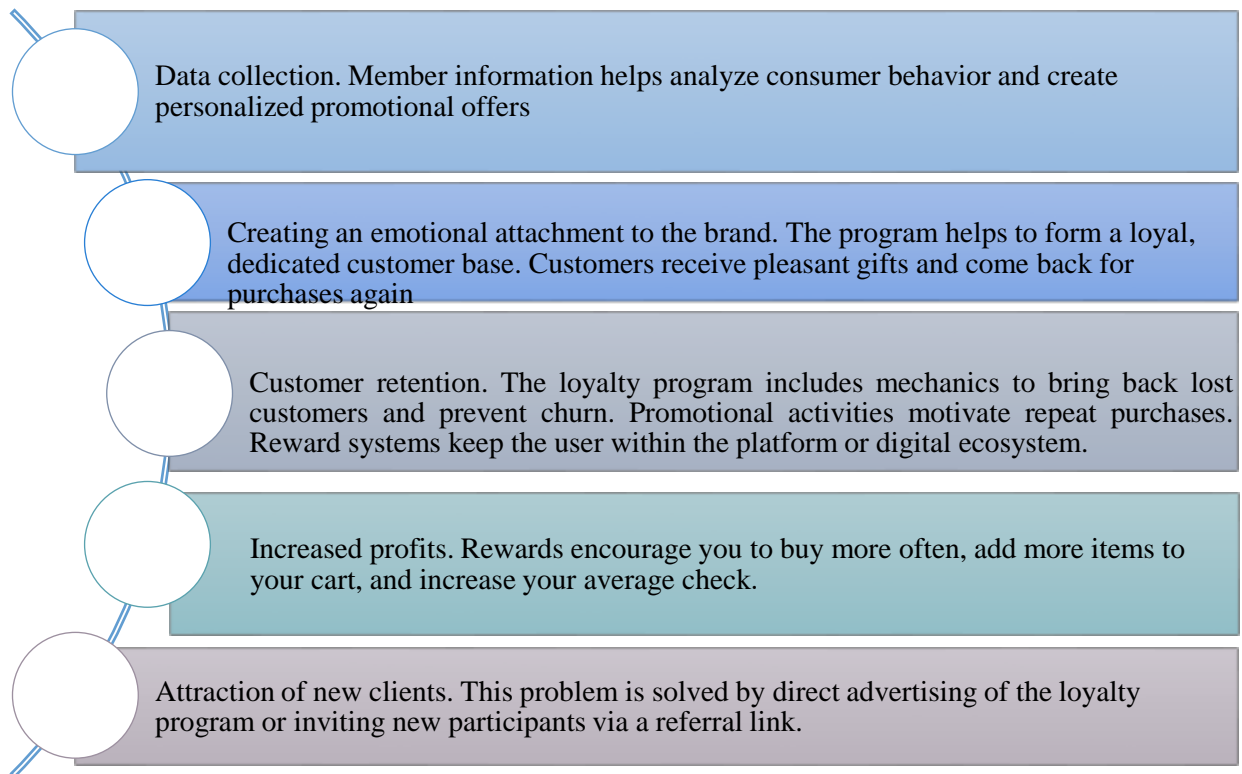 Data collection. Member information helps analyze consumer behavior and create
personalized promotional offers
Creating an emotional attachment to the brand. The program helps to form a loyal,
dedicated customer base. Customers receive pleasant gifts and come back for
purchases again
Customer retention. The loyalty program includes mechanics to bring back lost
customers and prevent churn. Promotional activities motivate repeat purchases.
Reward systems keep the user within the platform or digital ecosystem.
Increased profits. Rewards encourage you to buy more often, add more items to
your cart, and increase your average check.
Attraction of new clients. This problem is solved by direct advertising of the loyalty
program or inviting new participants via a referral link.